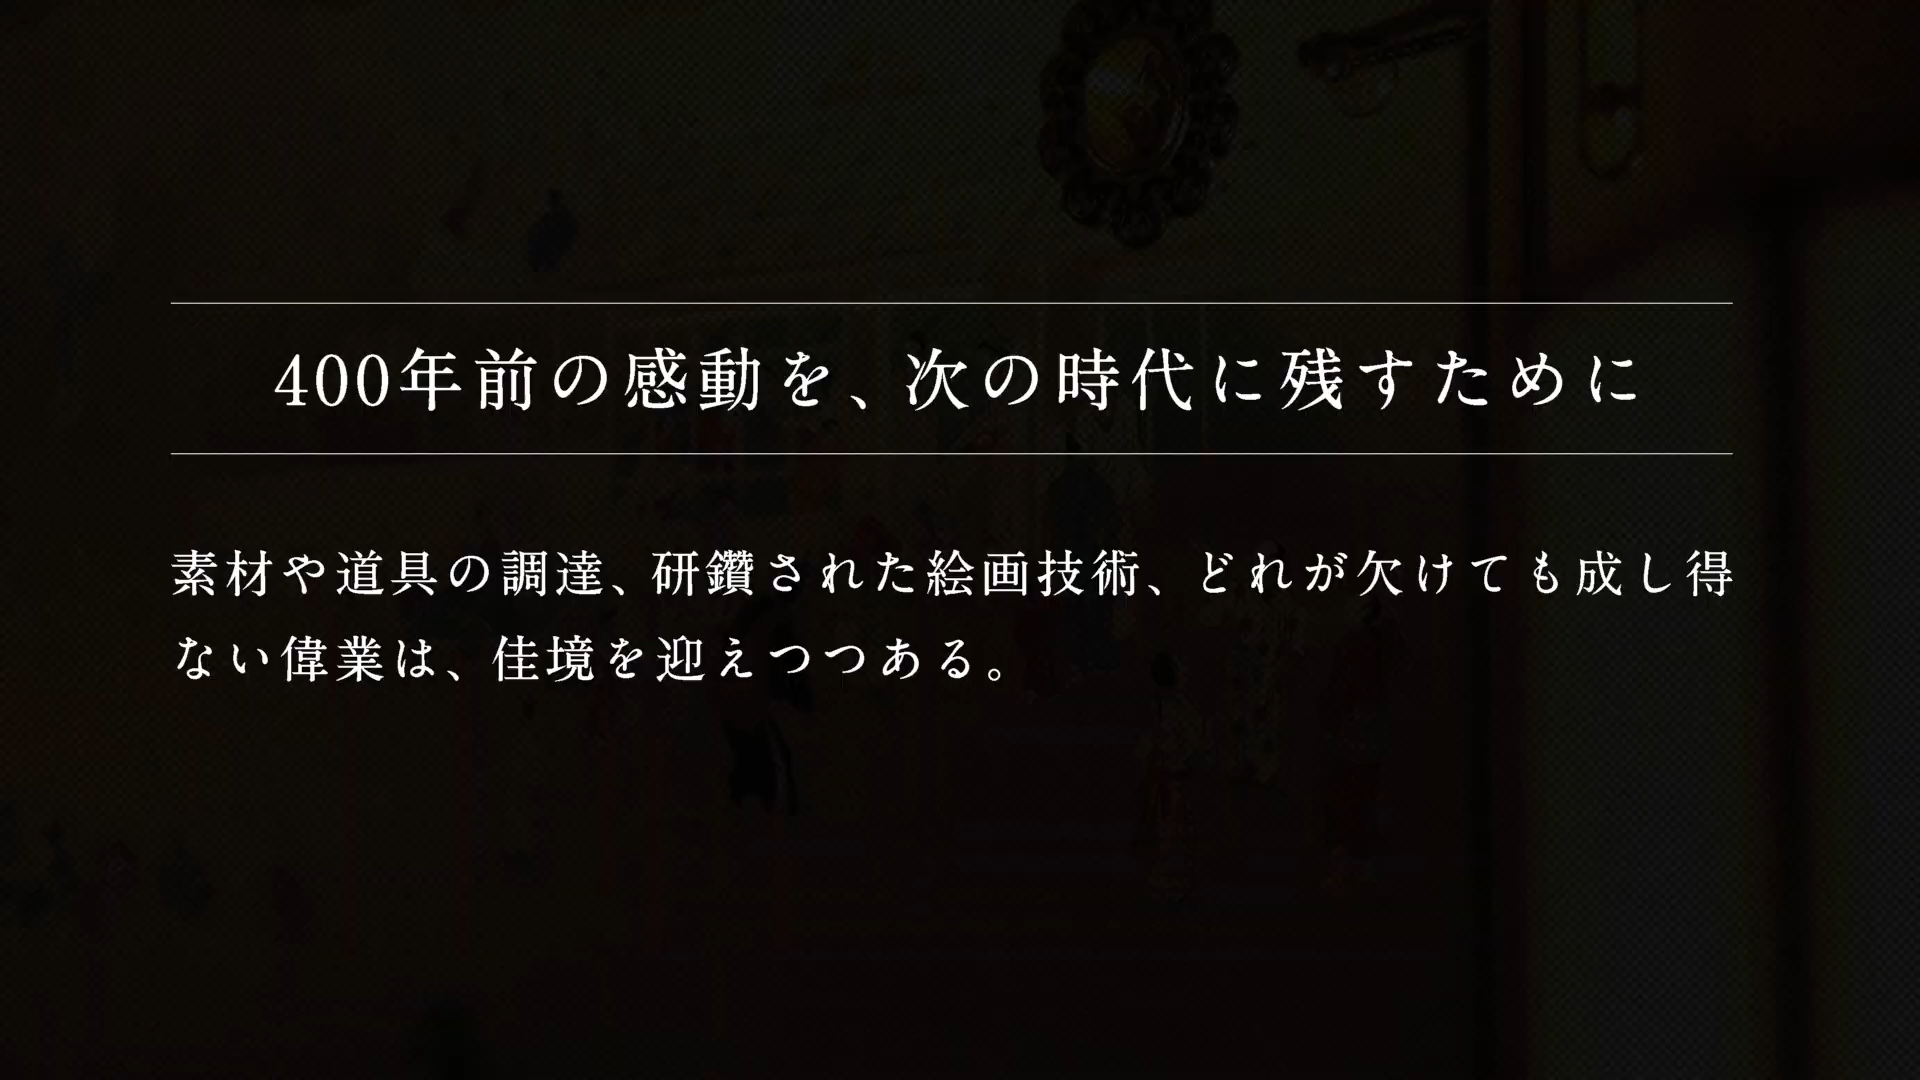 400年前の感動を、次の時代に残すために
素材や道具の調達、研鑽された絵画技術、どれが欠けても成し得
ない偉業は、佳境を迎えつつある。